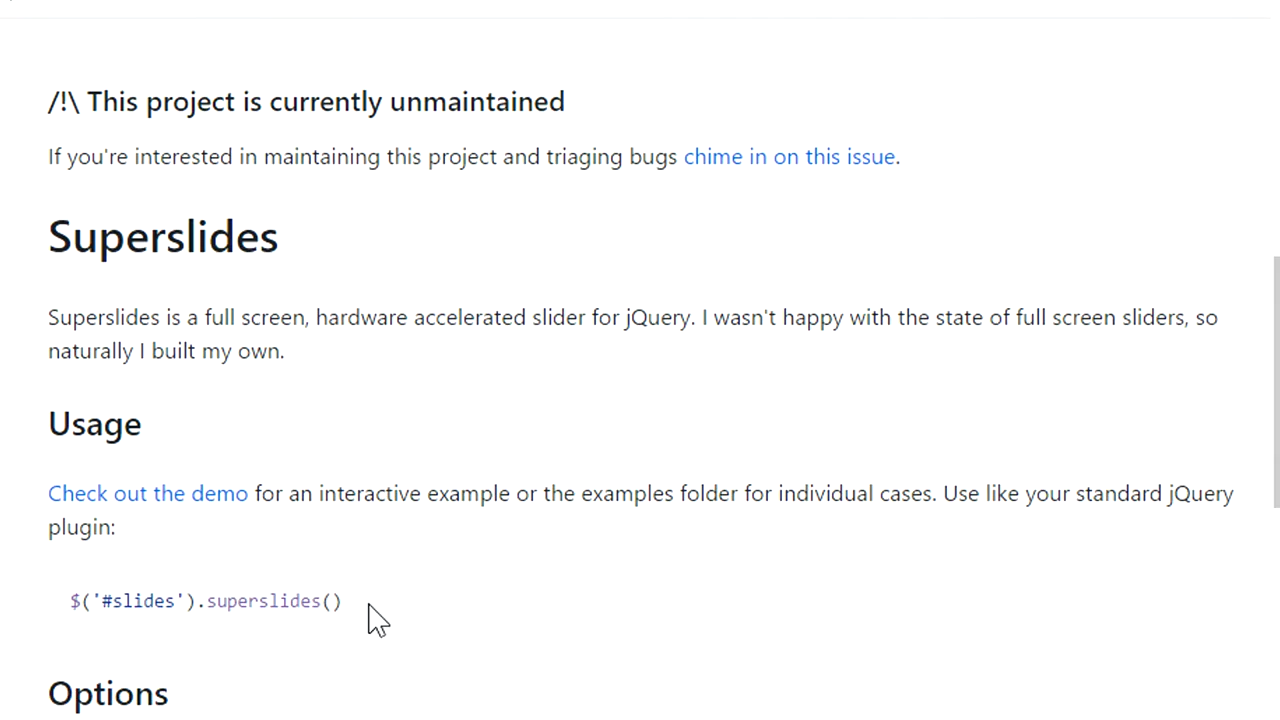 /!\ This project is currently unmaintained
If you're interested in maintaining this project and triaging bugs chime in on this issue.
Superslides
Superslides is a full screen, hardware accelerated slider for jQuery. I wasn't happy with the state of full screen sliders, so
naturally I built my own.
Usage
Check out the demo for an interactive example or the examples folder for individual cases. Use like your standard jQuery
plugin:
$('#slides').superslides()
Options